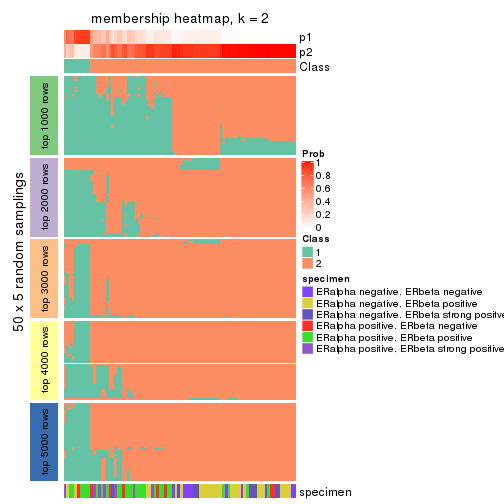 membership heatmap, k = 2
p1
p2
Class
top 1000 rows
top 2000 rows
top 3000 rows
top 4000 rows
top 5000 rows
50 x 5 random samplings
specimen
Prob
1
0.8
0.6
0.4
0.2
0
Class
1
2
specimen
ERalpha negative. ERbeta negative
ERalpha negative. ERbeta positive
ERalpha negative. ERbeta strong positive
ERalpha positive. ERbeta negative
ERalpha positive. ERbeta positive
ERalpha positive. ERbeta strong positive